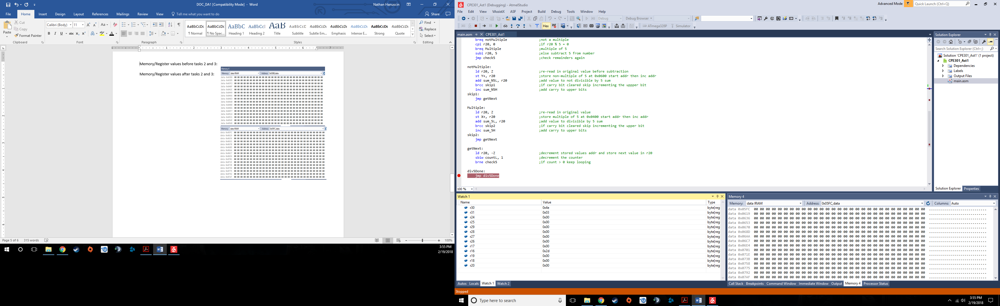 DOC_DA1 [Compatibility Mode] - Word
Nathan Hanuscin
File Home Insert Design Layout References Mailings Review View Tell me what you want to do
Share
Cut
Copy
Format Painter
Paste
Calibri (Body) 11
Clipboard Font Paragraph Styles Editing
AaBbCcDc AaBbCcDc AaBbC AaBbCcI AaB AaBbCcD AaBbCcDc AaBbCcDc AaBbCcDc AaBbCcDc AaBbCcDc
¶ Normal ¶ No Spac... Heading 1 Heading 2 Title Subtitle Subtle Em... Emphasis Intense E... Strong Quote
Find
Replace
Select
Memory/Register values before tasks 2 and 3:
Memory/Register values after tasks 2 and 3:
Memory 4
Memory: data IRAM Address: 0x03B8,data
Memory: data IRAM Address: 0x05FC,data
Page 5 of 6 315 words
100%
3:55 PM
2/19/2018
CPE301_Ast1 (Debugging) - AtmelStudio
Advanced Mode
Quick Launch (Ctrl+Q)
File Edit View VAssistX ASF Project Build Debug Tools Window Help
Debug
Debug Browser
Hex
ATmega328P
Simulator
main.asm
CPE301_Ast1
breq notMultiple ;not a multiple
cpi r20, 0 ;if r20 % 5 = 0
breq Multiple ;multiple of 5
subi r20, 5 ;else subtract 5 from number
jmp check5 ;check remainders again
notMultiple:
ld r20, Z ;re-read in original value before subtraction
st Y+, r20 ;store non-multiple of 5 at 0x0600 start addr then inc addr
add sum_N5L, r20 ;add value to not divisible by 5 sum
brcc skip1 ;if carry bit cleared skip incrementing the uppper bit
inc sum_N5H ;add carry to upper bits
skip1:
jmp getNext
Multiple:
ld r20, Z ;re-read in original value
st X+, r20 ;store multiple of 5 at 0x0400 start addr then inc addr
add sum_5L, r20 ;add value to divisible by 5 sum
brcc skip2 ;if carry bit cleared skip incrementing the upper bit
inc sum_5H ;add carry to upper bits
skip2:
jmp getNext
getNext:
ld r20, -Z ;decrement stored values addr and store next value in r20
sbiw countL, 1 ;decrement the counter
brne check5 ;if count > 0 keep looping
div5Done:
jmp div5Done
100 %
Solution Explorer
Search Solution Explorer (Ctrl+;)
Solution 'CPE301_Ast1' (1 project)
CPE301_Ast1
Dependencies
Labels
Output Files
main.asm
Solution Explorer Properties
Watch 1
Name Value Type
r30 0x4e byte{reg
r31 0x03 byte{reg
r24 0x00 byte{reg
r25 0x00 byte{reg
r29 0x00 byte{reg
r28 0x00 byte{reg
r27 0x00 byte{reg
r26 0x00 byte{reg
r17 0x00 byte{reg
r16 0x2d byte{reg
r19 0x00 byte{reg
r18 0x00 byte{reg
r20 0x00 byte{reg
Autos Locals Watch 1 Watch 2
Memory 4
Memory: data IRAM Address: 0x05FC,data Columns: Auto
data 0x05FC 00 00 00 00 00 00 00 00 00 00 00 00 00 00 00 00 00 00 00 00 00 00 00 00 00 00 00 00 00 .............................
data 0x0619 00 00 00 00 00 00 00 00 00 00 00 00 00 00 00 00 00 00 00 00 00 00 00 00 00 00 00 00 00 .............................
data 0x0636 00 00 00 00 00 00 00 00 00 00 00 00 00 00 00 00 00 00 00 00 00 00 00 00 00 00 00 00 00 .............................
data 0x0653 00 00 00 00 00 00 00 00 00 00 00 00 00 00 00 00 00 00 00 00 00 00 00 00 00 00 00 00 00 .............................
data 0x0670 00 00 00 00 00 00 00 00 00 00 00 00 00 00 00 00 00 00 00 00 00 00 00 00 00 00 00 00 00 .............................
data 0x068D 00 00 00 00 00 00 00 00 00 00 00 00 00 00 00 00 00 00 00 00 00 00 00 00 00 00 00 00 00 .............................
data 0x06AA 00 00 00 00 00 00 00 00 00 00 00 00 00 00 00 00 00 00 00 00 00 00 00 00 00 00 00 00 00 .............................
data 0x06C7 00 00 00 00 00 00 00 00 00 00 00 00 00 00 00 00 00 00 00 00 00 00 00 00 00 00 00 00 00 .............................
data 0x06E4 00 00 00 00 00 00 00 00 00 00 00 00 00 00 00 00 00 00 00 00 00 00 00 00 00 00 00 00 00 .............................
data 0x0701 00 00 00 00 00 00 00 00 00 00 00 00 00 00 00 00 00 00 00 00 00 00 00 00 00 00 00 00 00 .............................
data 0x071E 00 00 00 00 00 00 00 00 00 00 00 00 00 00 00 00 00 00 00 00 00 00 00 00 00 00 00 00 00 .............................
data 0x073B 00 00 00 00 00 00 00 00 00 00 00 00 00 00 00 00 00 00 00 00 00 00 00 00 00 00 00 00 00 .............................
data 0x0758 00 00 00 00 00 00 00 00 00 00 00 00 00 00 00 00 00 00 00 00 00 00 00 00 00 00 00 00 00 .............................
data 0x0775 00 00 00 00 00 00 00 00 00 00 00 00 00 00 00 00 00 00 00 00 00 00 00 00 00 00 00 00 00 .............................
data 0x0792 00 00 00 00 00 00 00 00 00 00 00 00 00 00 00 00 00 00 00 00 00 00 00 00 00 00 00 00 00 .............................
data 0x07AF 00 00 00 00 00 00 00 00 00 00 00 00 00 00 00 00 00 00 00 00 00 00 00 00 00 00 00 00 00 .............................
Call Stack Breakpoints Command Window Immediate Window Output Memory 4 Processor Status
Stopped
Type here to search
3:55 PM
2/19/2018